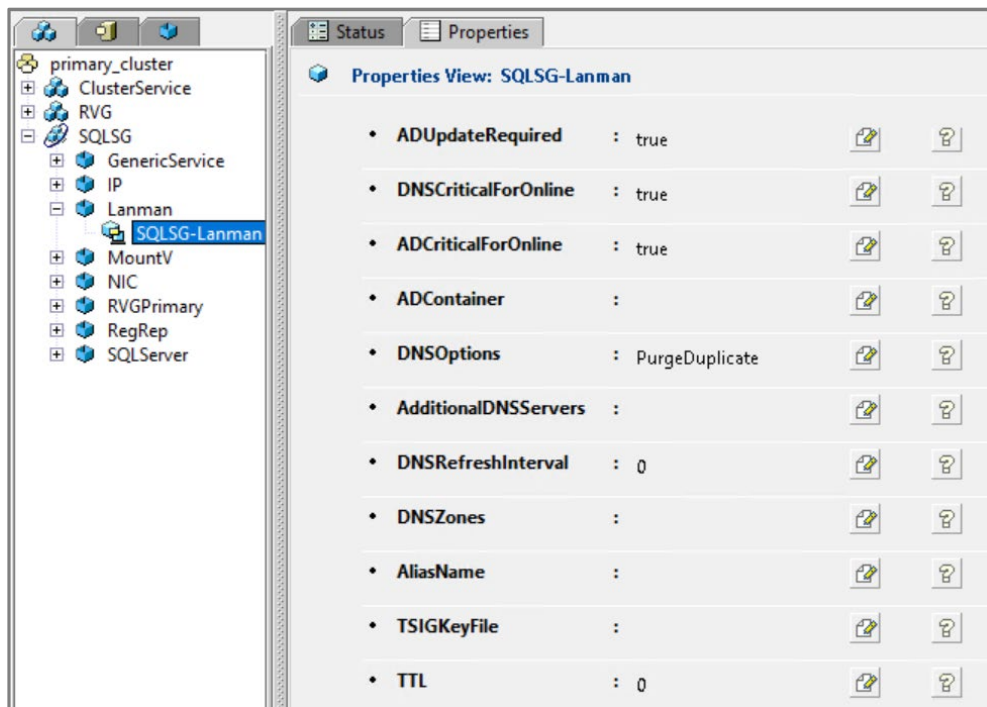 primary_cluster
ClusterService
RVG
SQLSG
GenericService
IP
Lanman
SQLSG-Lanman
MountV
NIC
RVGPrimary
RegRep
SQLServer
Status Properties
Properties View: SQLSG-Lanman
• ADUpdateRequired : true
• DNSCriticalForOnline : true
• ADCriticalForOnline : true
• ADContainer :
• DNSOptions : PurgeDuplicate
• AdditionalDNSServers :
• DNSRefreshInterval : 0
• DNSZones :
• AliasName :
• TSIGKeyFile :
• TTL : 0